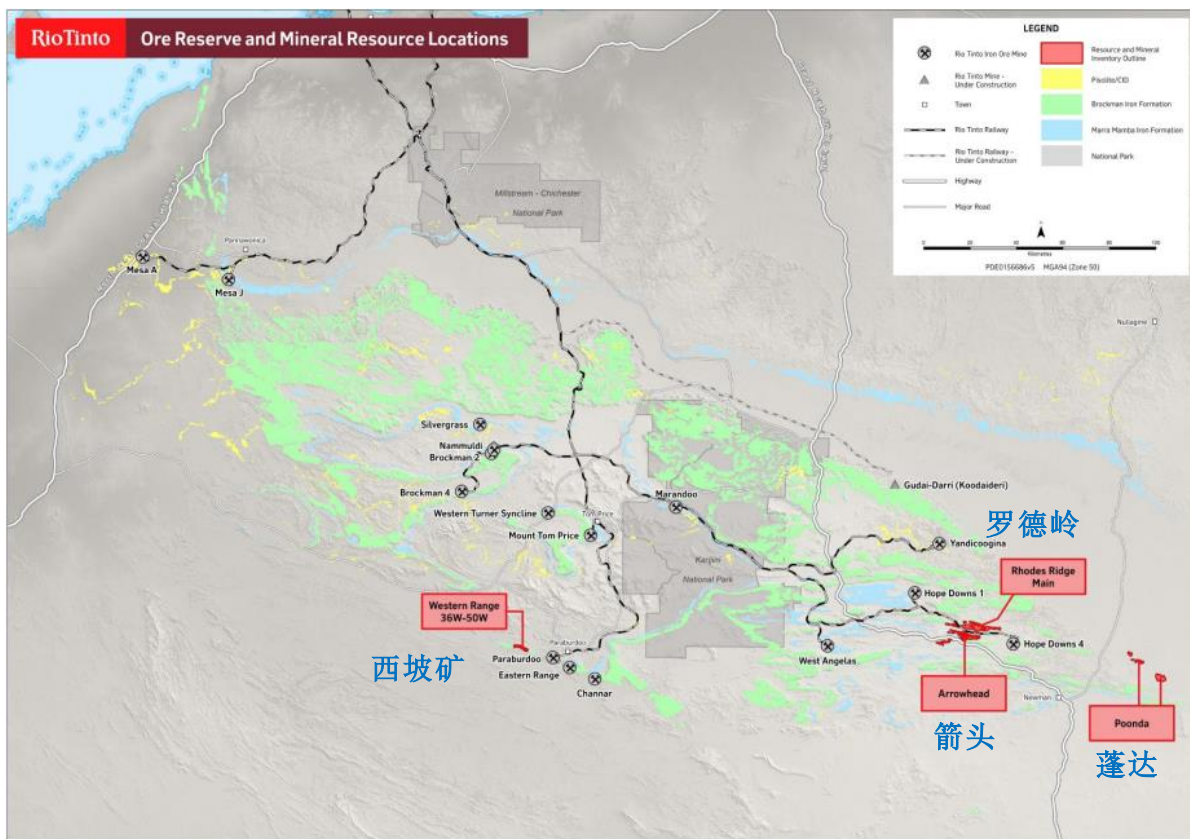 RioTinto
Ore Reserve and Mineral Resource Locations
LEGEND
Rio Tinto Iron Ore Mine
Rio Tinto Mine -
Under Construction
Town
Rio Tinto Railway
Rio Tinto Railway -
Under Construction
Highway
Major Road
Resource and Mineral
Inventory Outline
Pisolite/CID
Brockman Iron Formation
Marra Mamba Iron Formation
National Park
Kilometres
PDE0156686v5 MGA94 (Zone 50)
Millstream - Chichester
National Park
Pannawonica
Mesa A
Mesa J
Nullagine
Silvergrass
Nammuldi
Brockman 2
Brockman 4
Western Turner Syncline
Tom Price
Mount Tom Price
Marandoo
Gudai-Darri (Koodaideri)
罗德岭
Yandicoogina
Karijini
National Park
Rhodes Ridge
Main
Hope Downs 1
Western Range
36W-50W
Hope Downs 4
West Angelas
Paraburdoo
Paraburdoo
西坡矿
Eastern Range
Channar
Arrowhead
Newman
Poonda
箭头
蓬达